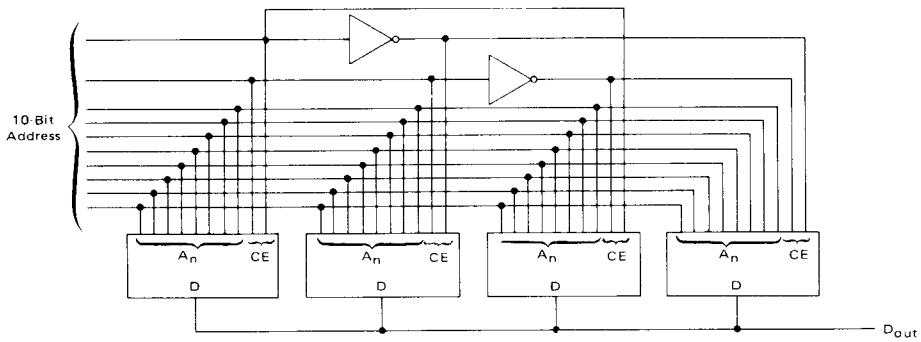 10-Bit
Address
An CE
D
An CE
D
An CE
D
An CE
D
Dout